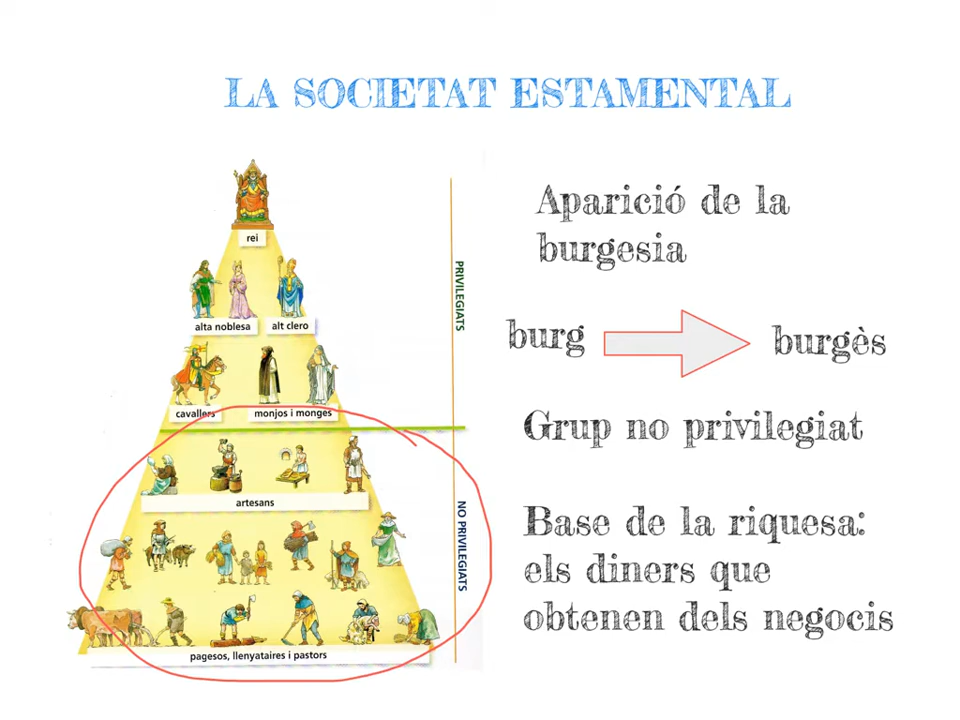 LA SOCIETAT ESTAMENTAL
rei
alta noblesa
alt clero
cavallers
monjos i monges
artesans
pagesos, llenyataires i pastors
PRIVILEGIATS
NO PRIVILEGIATS
Aparició de la
burgesia
burg
burgès
Grup no privilegiat
Base de la riquesa:
els diners que
obtenen dels negocis